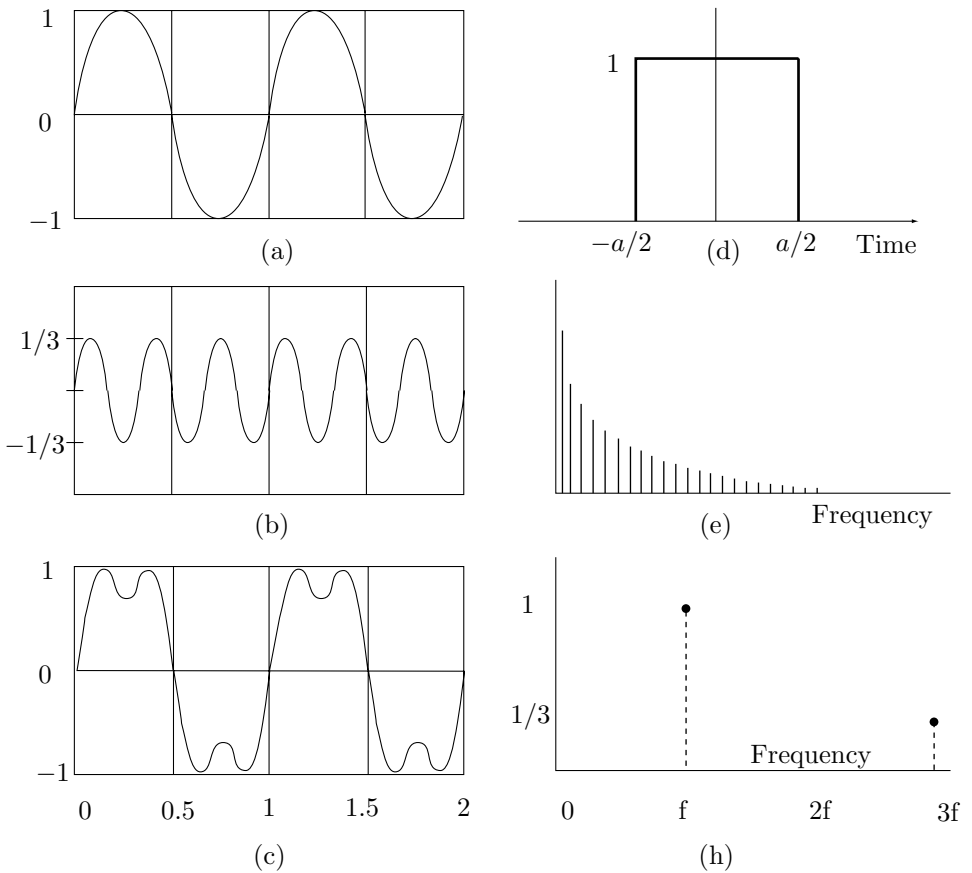 1
0
−1
(a)
1/3
−1/3
(b)
1
0
−1
0 0.5 1 1.5 2
(c)
1
−a/2 a/2 Time
(d)
Frequency
(e)
1
1/3
Frequency
0 f 2f 3f
(h)